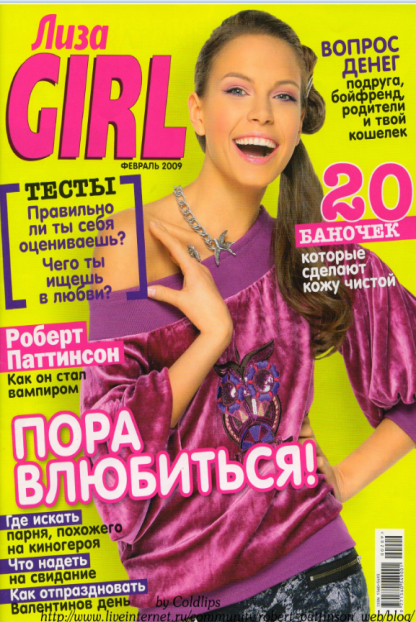 Лиза
GIRL
ФЕВРАЛЬ 2009
ВОПРОС
ДЕНЕГ
подруга,
бойфренд,
родители
и твой
кошелек
ТЕСТЫ
Правильно
ли ты себя
оцениваешь?
Чего ты
ищешь
в любви?
20
БАНОЧЕК
которые
сделают
кожу чистой
Роберт
Паттинсон
Как он стал
вампиром
ПОРА
ВЛЮБИТЬСЯ!
Где искать
парня, похожего
на киногероя
Что надеть
на свидание
Как отпраздновать
Валентинов день
by Coldlips